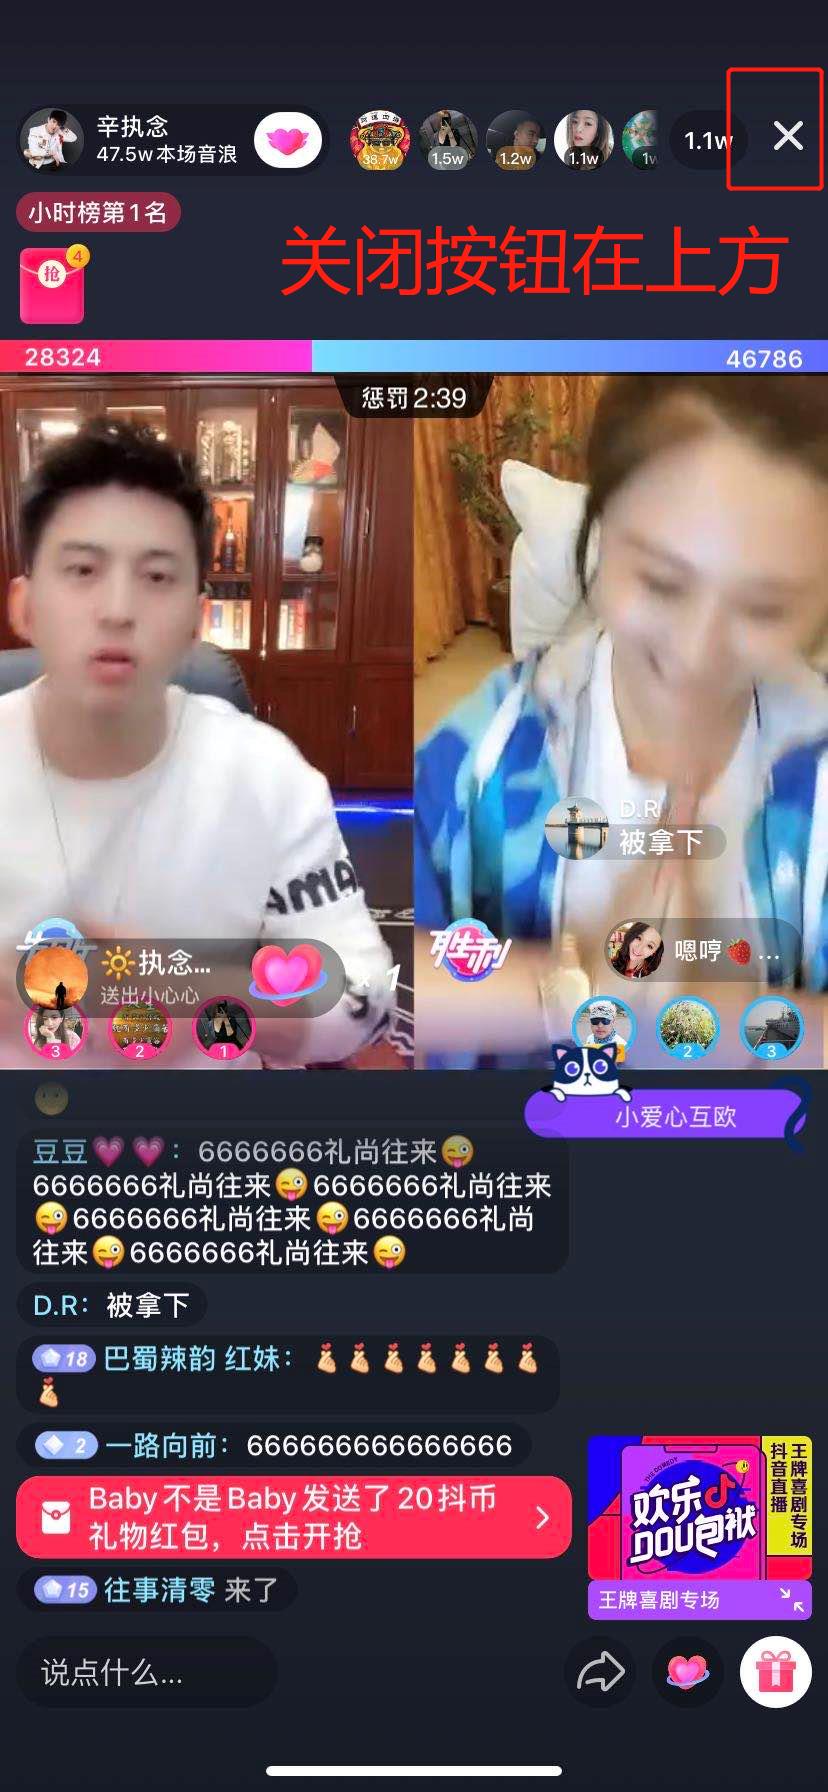 辛执念
47.5w本场音浪
38.7w
1.5w
1.2w
1.1w
1w
1.1w
小时榜第1名
抢
4
关闭按钮在上方
28324
46786
惩罚2:39
D.R
被拿下
胜利
执念...
送出小心心
1
嗯哼🍓...
3
2
1
2
3
小爱心互欧
豆豆💗💗：6666666礼尚往来😜
6666666礼尚往来😜6666666礼尚往来
😜6666666礼尚往来😜6666666礼尚
往来😜6666666礼尚往来😜
D.R：被拿下
18 巴蜀辣韵 红妹：
2 一路向前：666666666666666
Baby不是Baby发送了20抖币
礼物红包，点击开抢
15 往事清零 来了
THE COMEDY
欢乐
DOU包袱
王牌喜剧专场
抖音直播
王牌喜剧专场
说点什么...